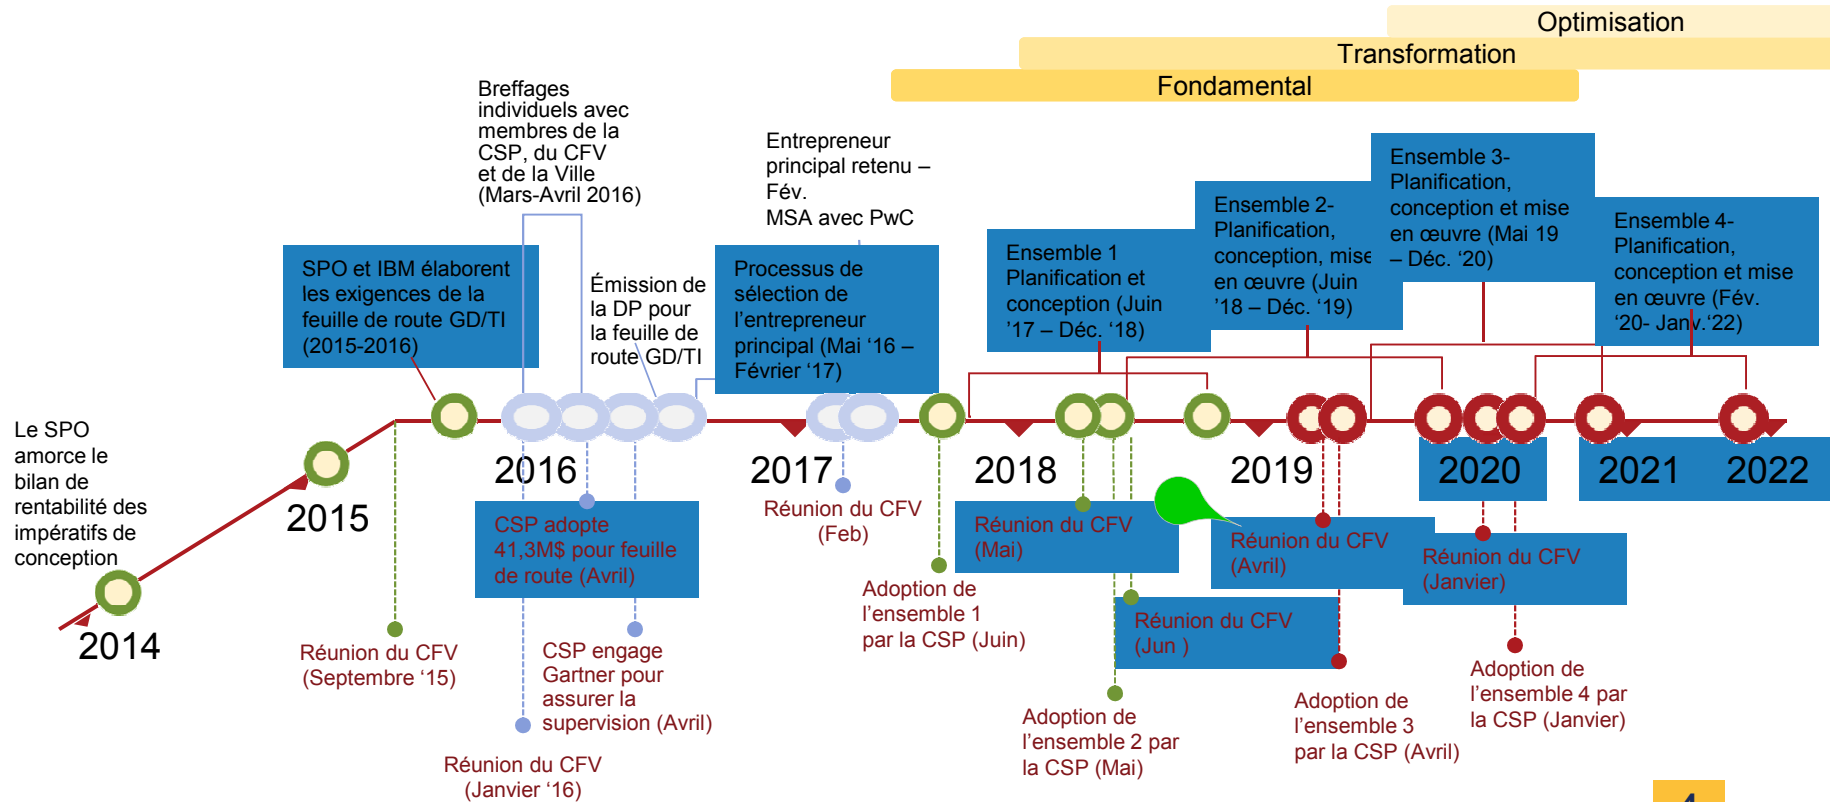 Optimisation
Transformation
Fondamental
Breffages
individuels avec
membres de la
CSP, du CFV
et de la Ville
(Mars-Avril 2016)
Entrepreneur
principal retenu –
Fév.
MSA avec PwC
SPO et IBM élaborent
les exigences de la
feuille de route GD/TI
(2015-2016)
Émission de
la DP pour
la feuille de
route GD/TI
Processus de
sélection de
l’entrepreneur
principal (Mai ‘16 –
Février ‘17)
Ensemble 1
Planification et
conception (Juin
’17 – Déc. ‘18)
Ensemble 2-
Planification,
conception, mise
en œuvre (Juin
’18 – Déc. ‘19)
Ensemble 3-
Planification,
conception et mise
en œuvre (Mai 19
– Déc. ‘20)
Ensemble 4-
Planification,
conception et mise
en œuvre (Fév.
‘20- Janv.‘22)
Le SPO
amorce le
bilan de
rentabilité des
impératifs de
conception
2014
2015
2016
2017
2018
2019
2020
2021
2022
Réunion du CFV
(Septembre ‘15)
CSP adopte
41,3M$ pour feuille
de route (Avril)
CSP engage
Gartner pour
assurer la
supervision (Avril)
Réunion du CFV
(Janvier ‘16)
Réunion du CFV
(Feb)
Adoption de
l’ensemble 1
par la CSP (Juin)
Réunion du CFV
(Mai)
Réunion du CFV
(Jun )
Adoption de
l’ensemble 2 par
la CSP (Mai)
Réunion du CFV
(Avril)
Adoption de
l’ensemble 3
par la CSP (Avril)
Réunion du CFV
(Janvier)
Adoption de
l’ensemble 4 par
la CSP (Janvier)